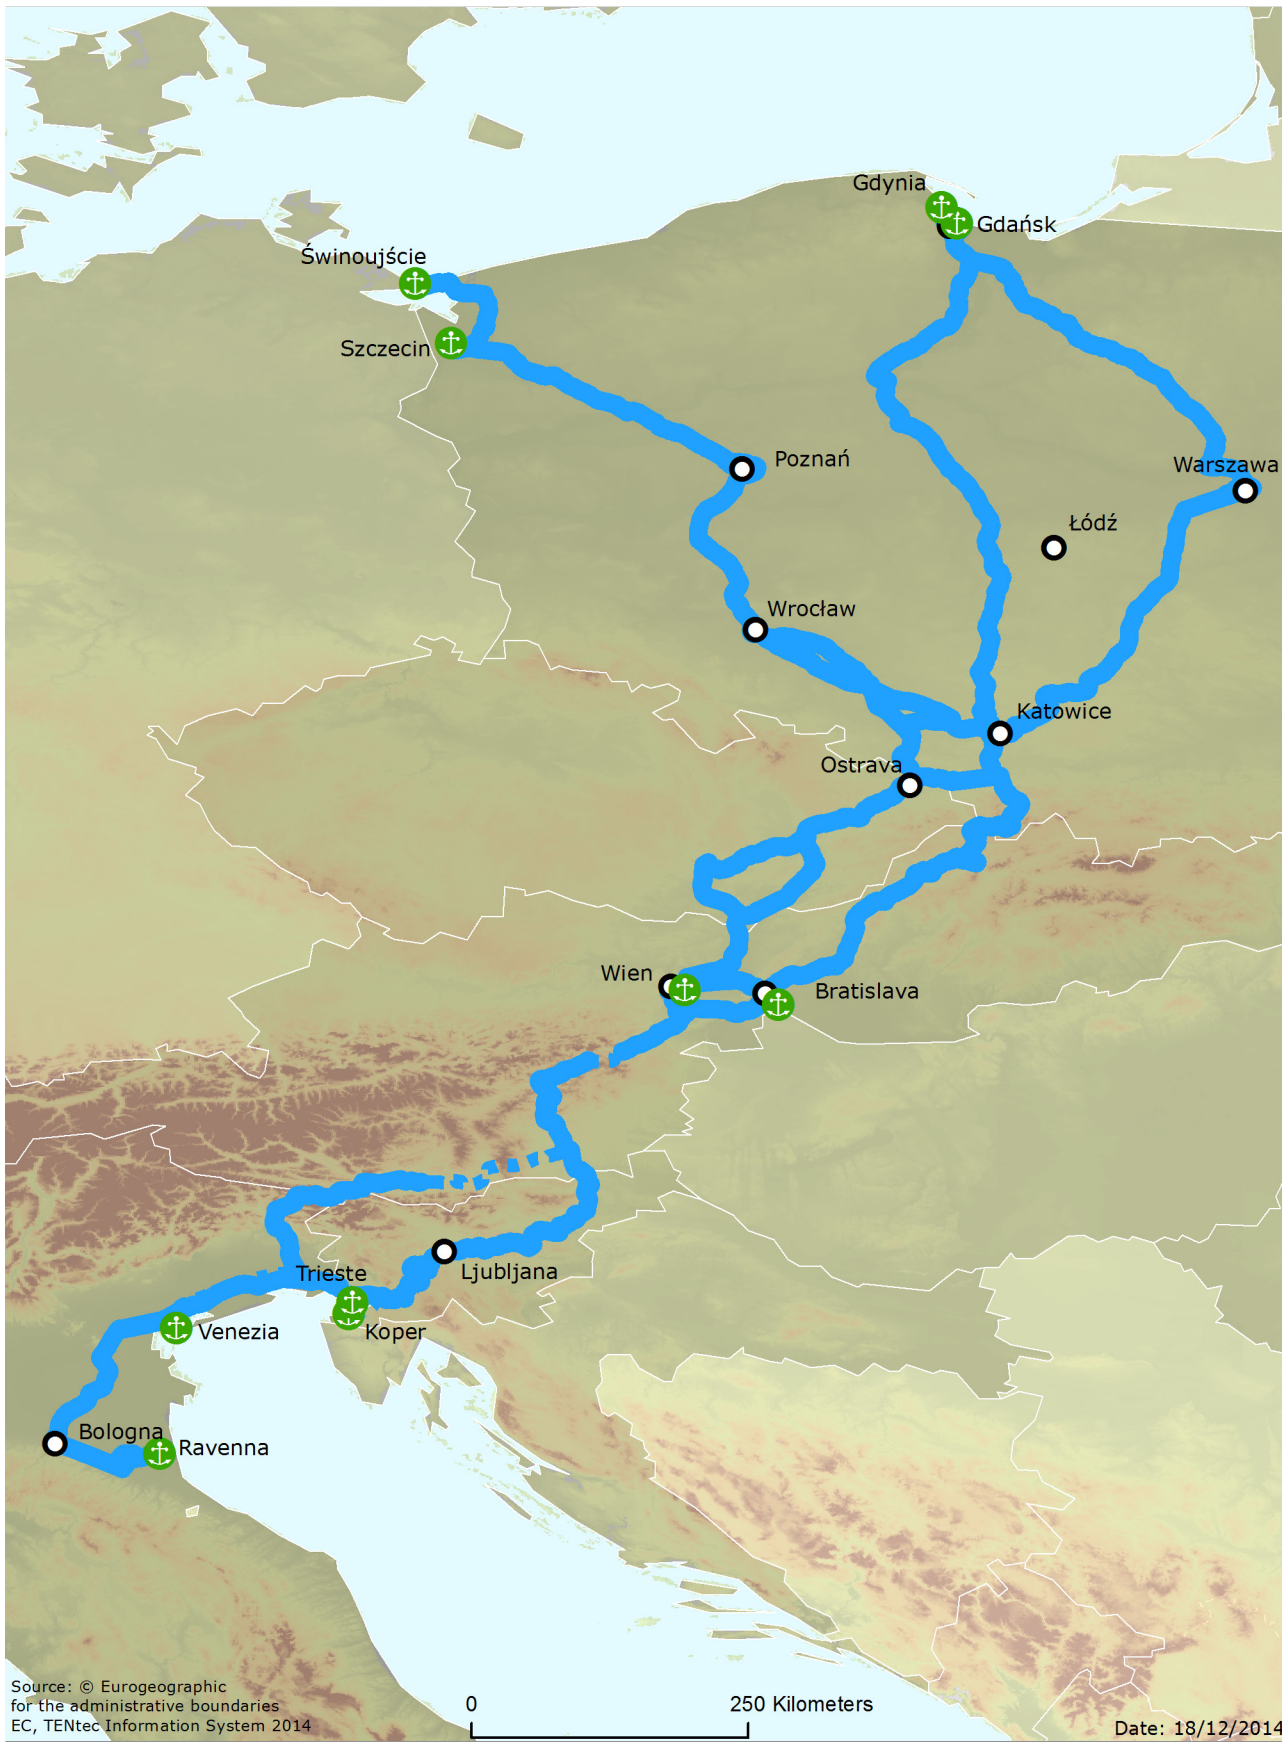 Gdynia
Gdańsk
Świnoujście
Szczecin
Poznań
Warszawa
Łódź
Wrocław
Katowice
Ostrava
Wien
Bratislava
Ljubljana
Trieste
Koper
Venezia
Bologna
Ravenna
Source: © Eurogeographic
for the administrative boundaries
EC, TENtec Information System 2014
0 250 Kilometers
Date: 18/12/2014